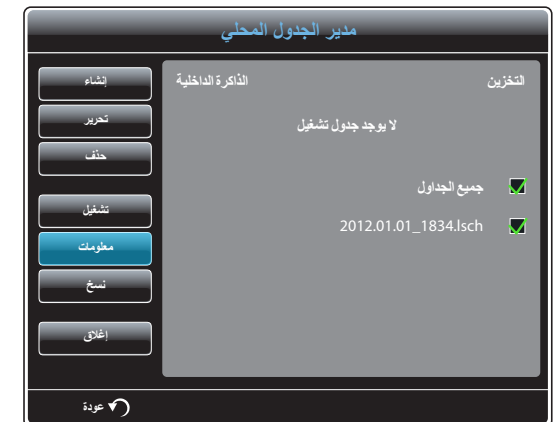 مدير الجدول المحلي
التخزين الذاكرة الداخلية
لا يوجد جدول تشغيل
جميع الجداول
2012.01.01_1834.lsch
إنشاء
تحرير
حذف
تشغيل
معلومات
نسخ
إغلاق
عودة